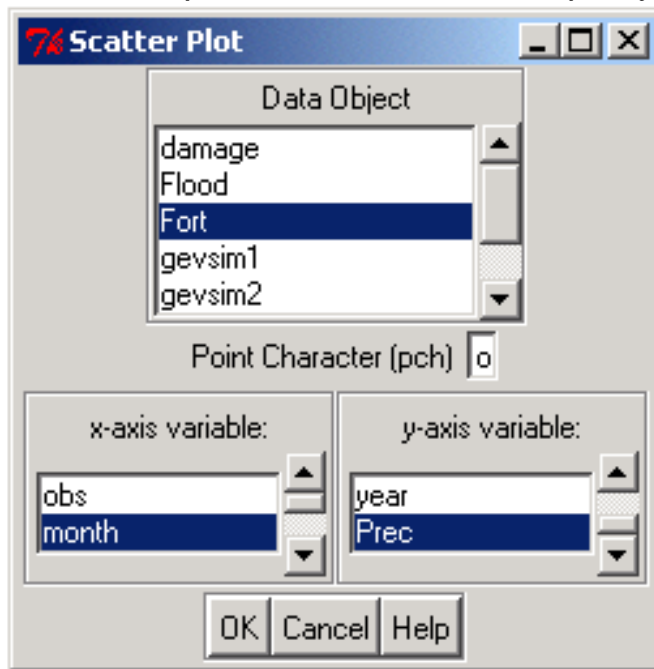 Scatter Plot
Data Object
damage
Flood
Fort
gevsim1
gevsim2
Point Character (pch) o
x-axis variable: y-axis variable:
obs year
month Prec
OK Cancel Help